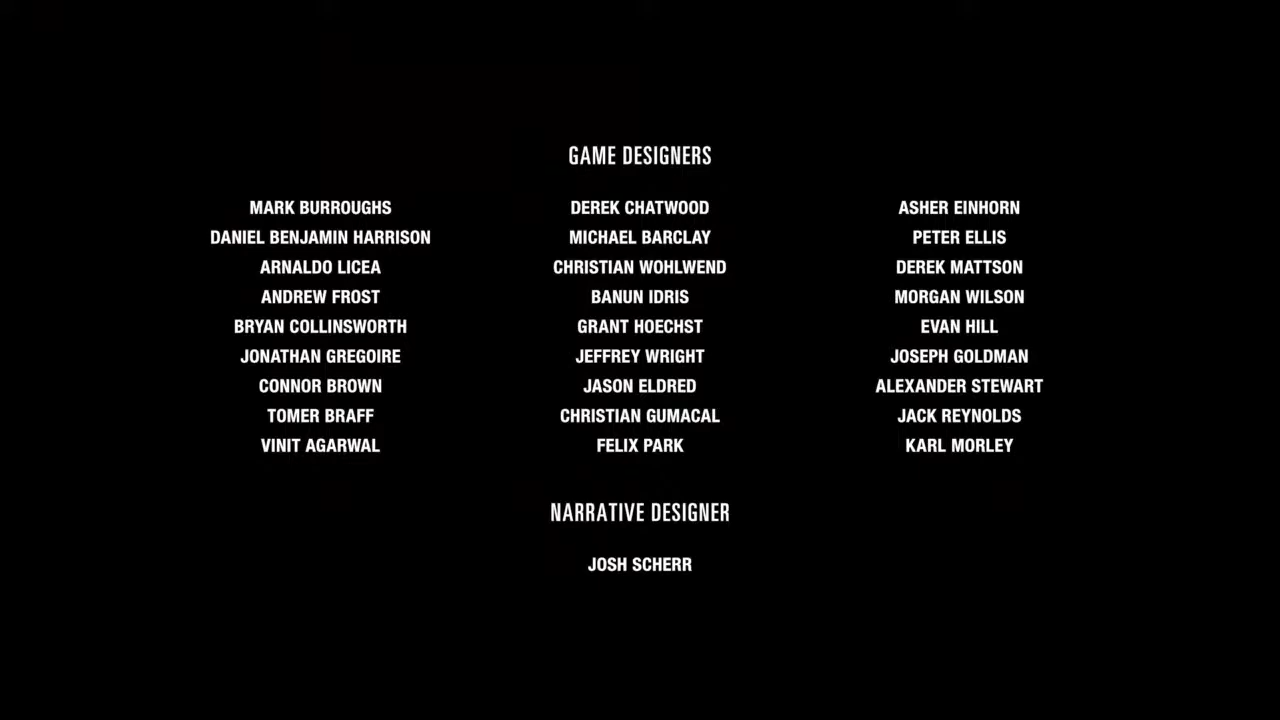 GAME DESIGNERS
MARK BURROUGHS DEREK CHATWOOD ASHER EINHORN
DANIEL BENJAMIN HARRISON MICHAEL BARCLAY PETER ELLIS
ARNALDO LICEA CHRISTIAN WOHLWEND DEREK MATTSON
ANDREW FROST BANUN IDRIS MORGAN WILSON
BRYAN COLLINSWORTH GRANT HOECHST EVAN HILL
JONATHAN GREGOIRE JEFFREY WRIGHT JOSEPH GOLDMAN
CONNOR BROWN JASON ELDRED ALEXANDER STEWART
TOMER BRAFF CHRISTIAN GUMACAL JACK REYNOLDS
VINIT AGARWAL FELIX PARK KARL MORLEY
NARRATIVE DESIGNER
JOSH SCHERR